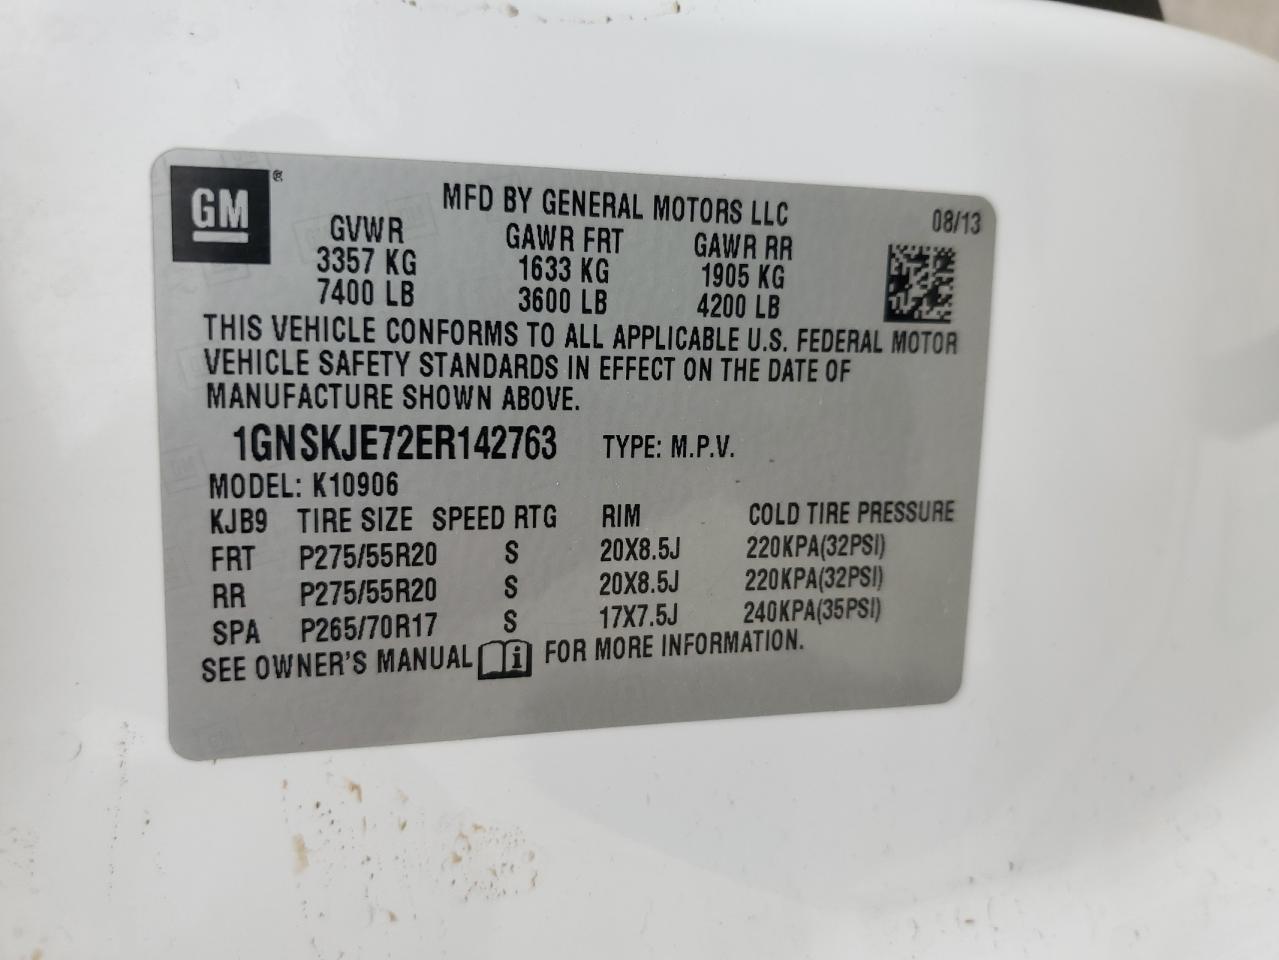 GM®
MFD BY GENERAL MOTORS LLC
08/13
GVWR GAWR FRT GAWR RR
3357 KG 1633 KG 1905 KG
7400 LB 3600 LB 4200 LB
THIS VEHICLE CONFORMS TO ALL APPLICABLE U.S. FEDERAL MOTOR
VEHICLE SAFETY STANDARDS IN EFFECT ON THE DATE OF
MANUFACTURE SHOWN ABOVE.
1GNSKJE72ER142763 TYPE: M.P.V.
MODEL: K10906
KJB9 TIRE SIZE SPEED RTG RIM COLD TIRE PRESSURE
FRT P275/55R20 S 20X8.5J 220KPA(32PSI)
RR P275/55R20 S 20X8.5J 220KPA(32PSI)
SPA P265/70R17 S 17X7.5J 240KPA(35PSI)
SEE OWNER'S MANUAL i FOR MORE INFORMATION.